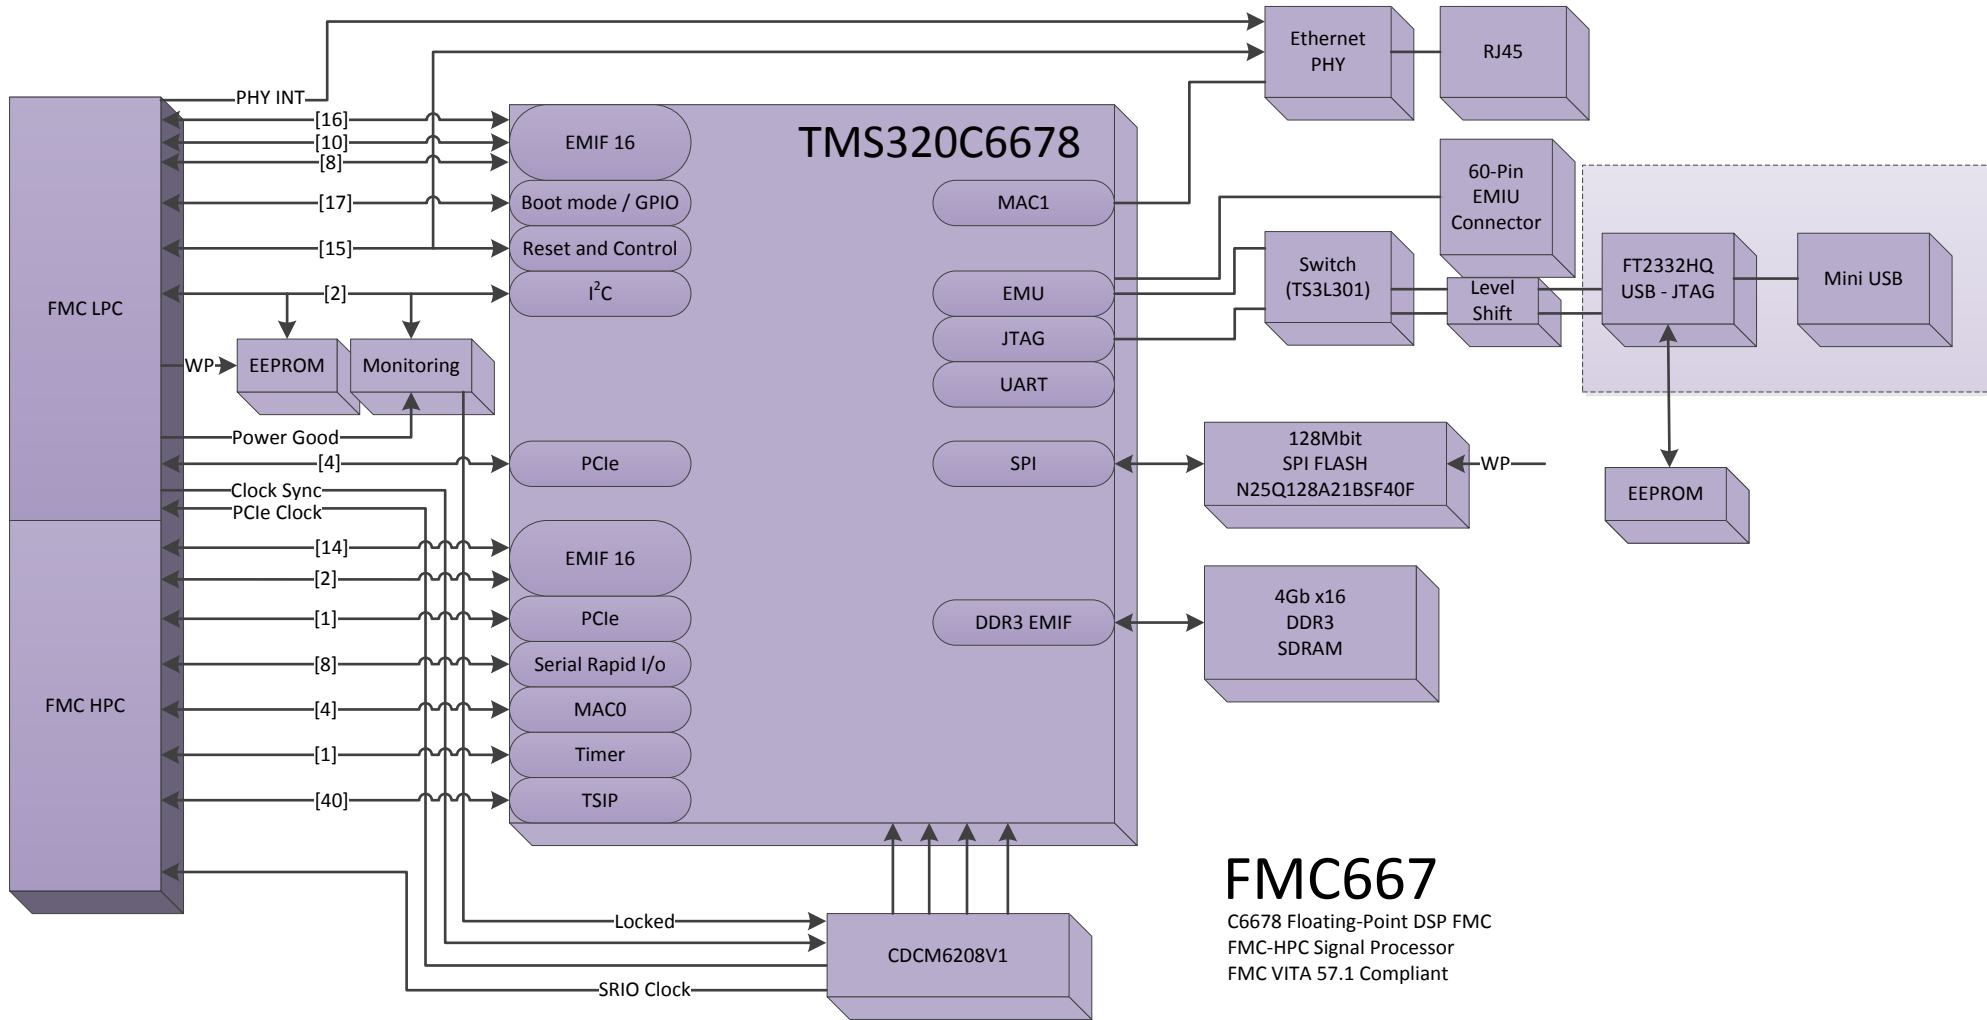 PHY INT
[16]
[10]
[8]
[17]
[15]
[2]
FMC LPC
WP
EEPROM
Monitoring
Power Good
[4]
Clock Sync
PCIe Clock
[14]
[2]
[1]
[8]
FMC HPC
[4]
[1]
[40]
Locked
SRIO Clock
TMS320C6678
EMIF 16
Boot mode / GPIO
Reset and Control
I²C
PCIe
EMIF 16
PCIe
Serial Rapid I/o
MAC0
Timer
TSIP
MAC1
EMU
JTAG
UART
SPI
DDR3 EMIF
CDCM6208V1
Ethernet
PHY
RJ45
60-Pin
EMIU
Connector
Switch
(TS3L301)
Level
Shift
FT2332HQ
USB - JTAG
Mini USB
128Mbit
SPI FLASH
N25Q128A21BSF40F
WP
EEPROM
4Gb x16
DDR3
SDRAM
FMC667
C6678 Floating-Point DSP FMC
FMC-HPC Signal Processor
FMC VITA 57.1 Compliant